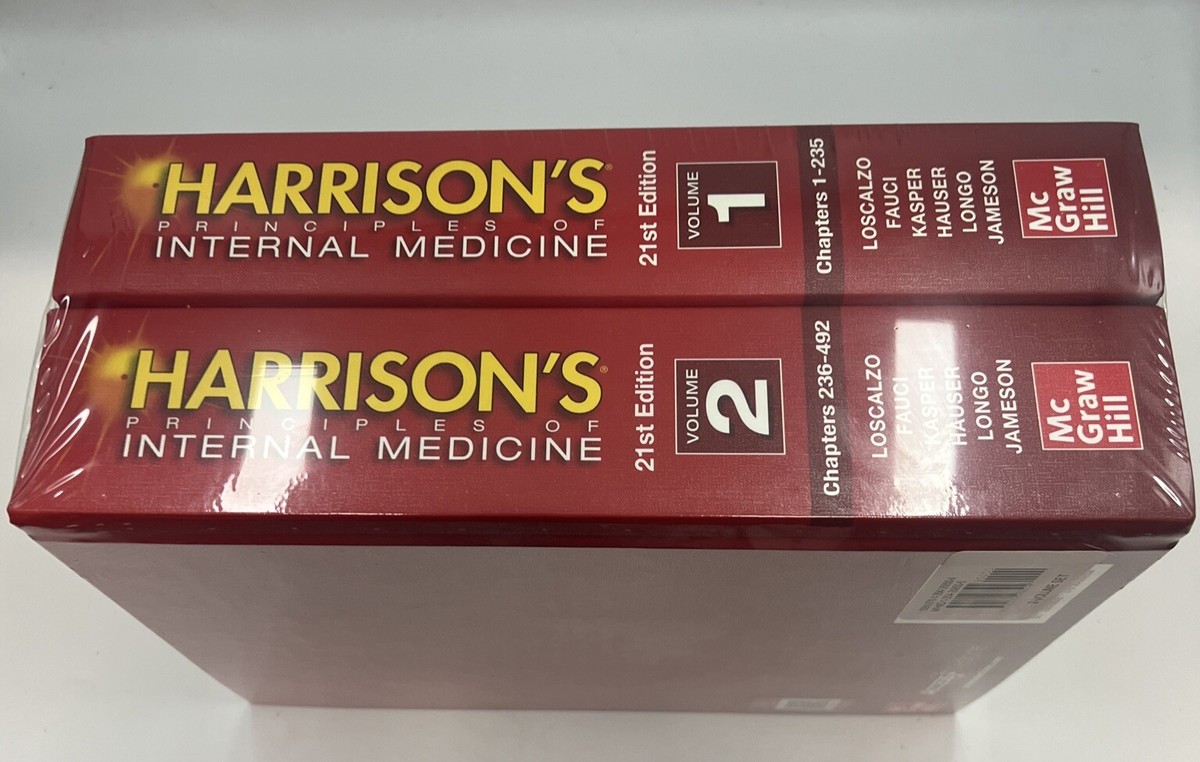 HARRISON'S®
PRINCIPLES OF
INTERNAL MEDICINE
21st Edition
VOLUME
1
Chapters 1-235
LOSCALZO
FAUCI
KASPER
HAUSER
LONGO
JAMESON
Mc
Graw
Hill
HARRISON'S®
PRINCIPLES OF
INTERNAL MEDICINE
21st Edition
VOLUME
2
Chapters 236-492
LOSCALZO
FAUCI
KASPER
HAUSER
LONGO
JAMESON
Mc
Graw
Hill